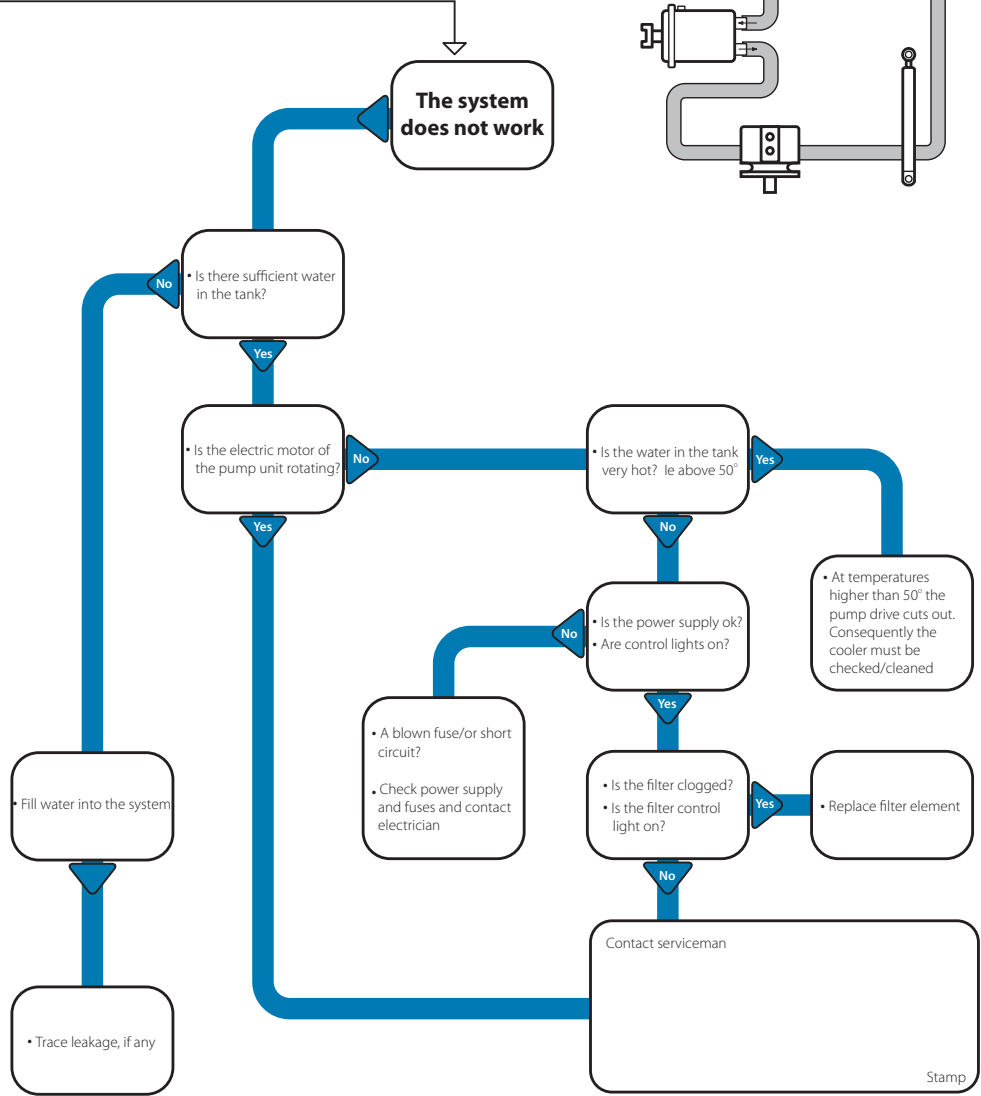 The system
does not work
• Is there sufficient water
in the tank?
No
Yes
• Is the electric motor of
the pump unit rotating?
No
Yes
• Is the water in the tank
very hot? Ie above 50°
Yes
No
• At temperatures
higher than 50° the
pump drive cuts out.
Consequently the
cooler must be
checked/cleaned
• Is the power supply ok?
• Are control lights on?
No
Yes
• A blown fuse/or short
circuit?
• Check power supply
and fuses and contact
electrician
• Is the filter clogged?
• Is the filter control
light on?
Yes
No
• Replace filter element
• Fill water into the system
• Trace leakage, if any
Contact serviceman
Stamp